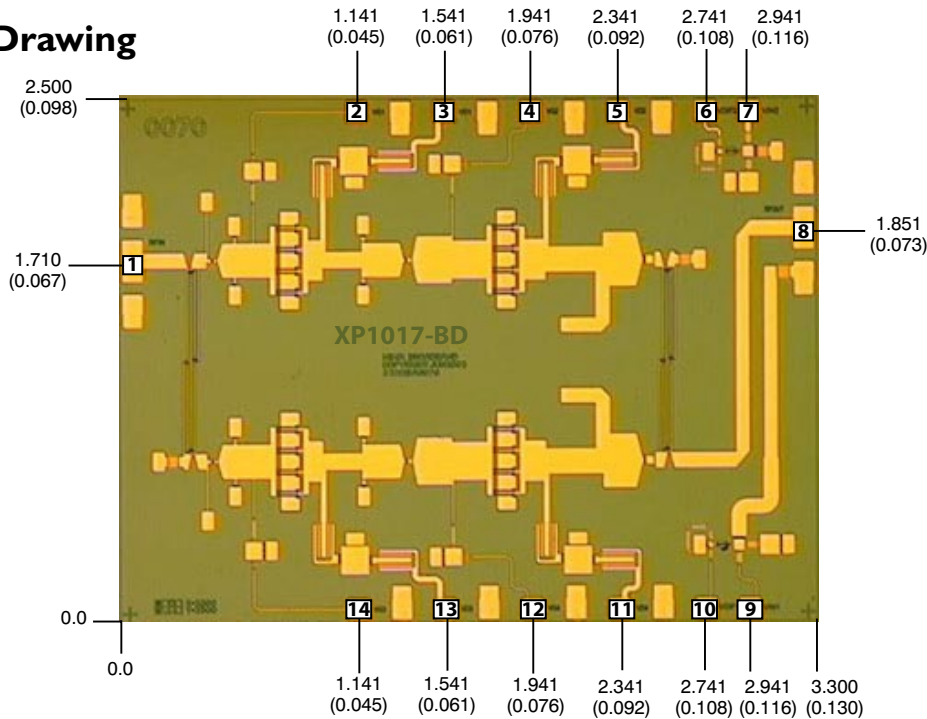 Drawing
1.141 1.541 1.941 2.341 2.741 2.941
(0.045) (0.061) (0.076) (0.092) (0.108) (0.116)
2.500
(0.098)
2 3 4 5 6 7
0070
8
1.851
(0.073)
1.710
(0.067)
1
XP1017-BD
0.0
14 13 12 11 10 9
0.0
1.141 1.541 1.941 2.341 2.741 2.941 3.300
(0.045) (0.061) (0.076) (0.092) (0.108) (0.116) (0.130)